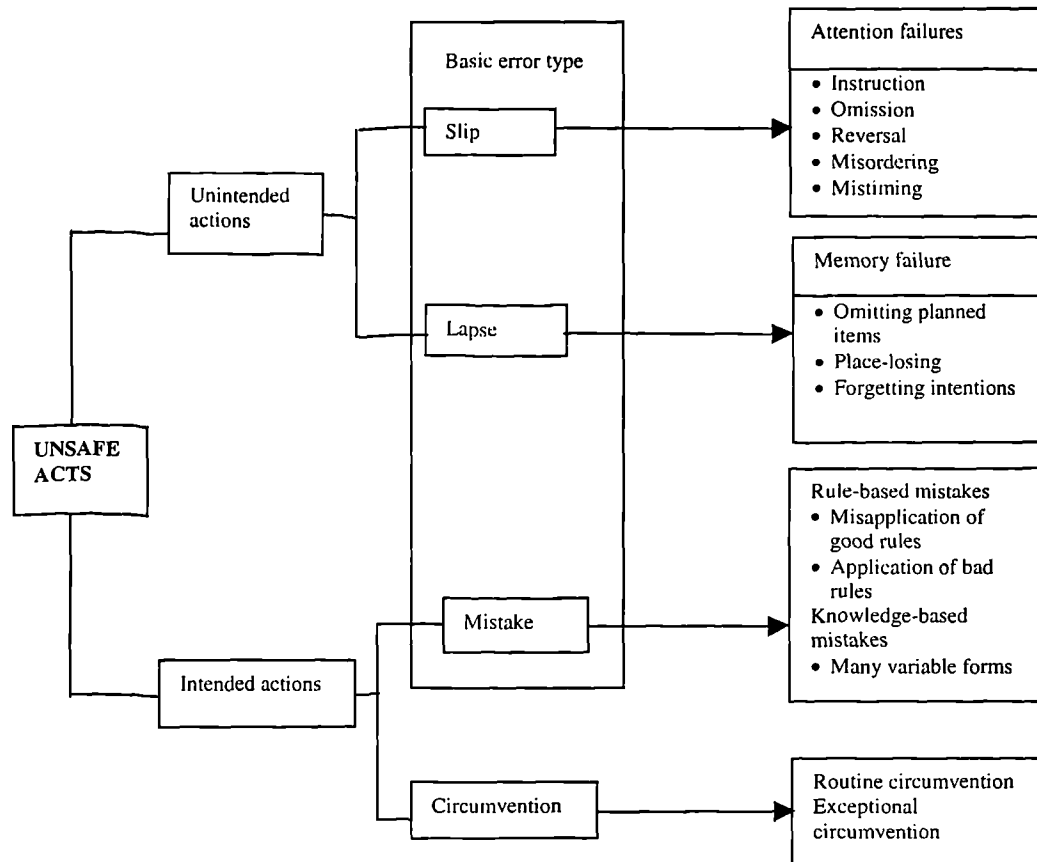 Basic error type
Slip
Attention failures
• Instruction
• Omission
• Reversal
• Misordering
• Mistiming
Unintended
actions
Lapse
Memory failure
• Omitting planned
items
• Place-losing
• Forgetting intentions
UNSAFE
ACTS
Mistake
Rule-based mistakes
• Misapplication of
good rules
• Application of bad
rules
Knowledge-based
mistakes
• Many variable forms
Intended actions
Circumvention
Routine circumvention
Exceptional
circumvention